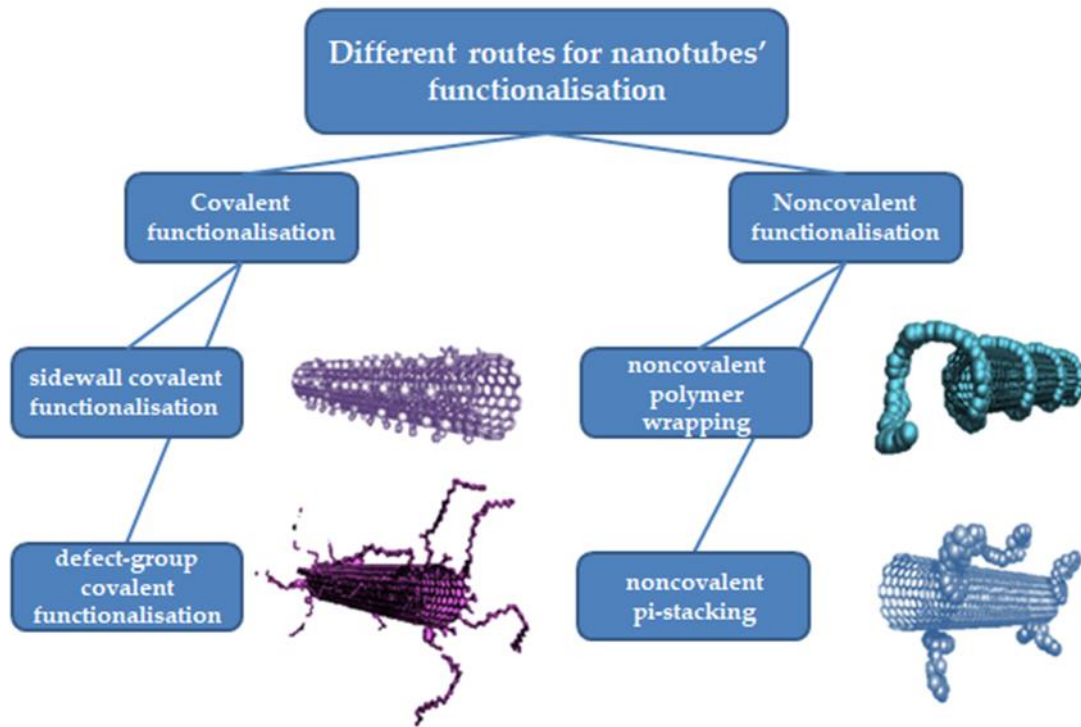 Different routes for nanotubes'
functionalisation
Covalent
functionalisation
Noncovalent
functionalisation
sidewall covalent
functionalisation
noncovalent
polymer
wrapping
defect-group
covalent
functionalisation
noncovalent
pi-stacking